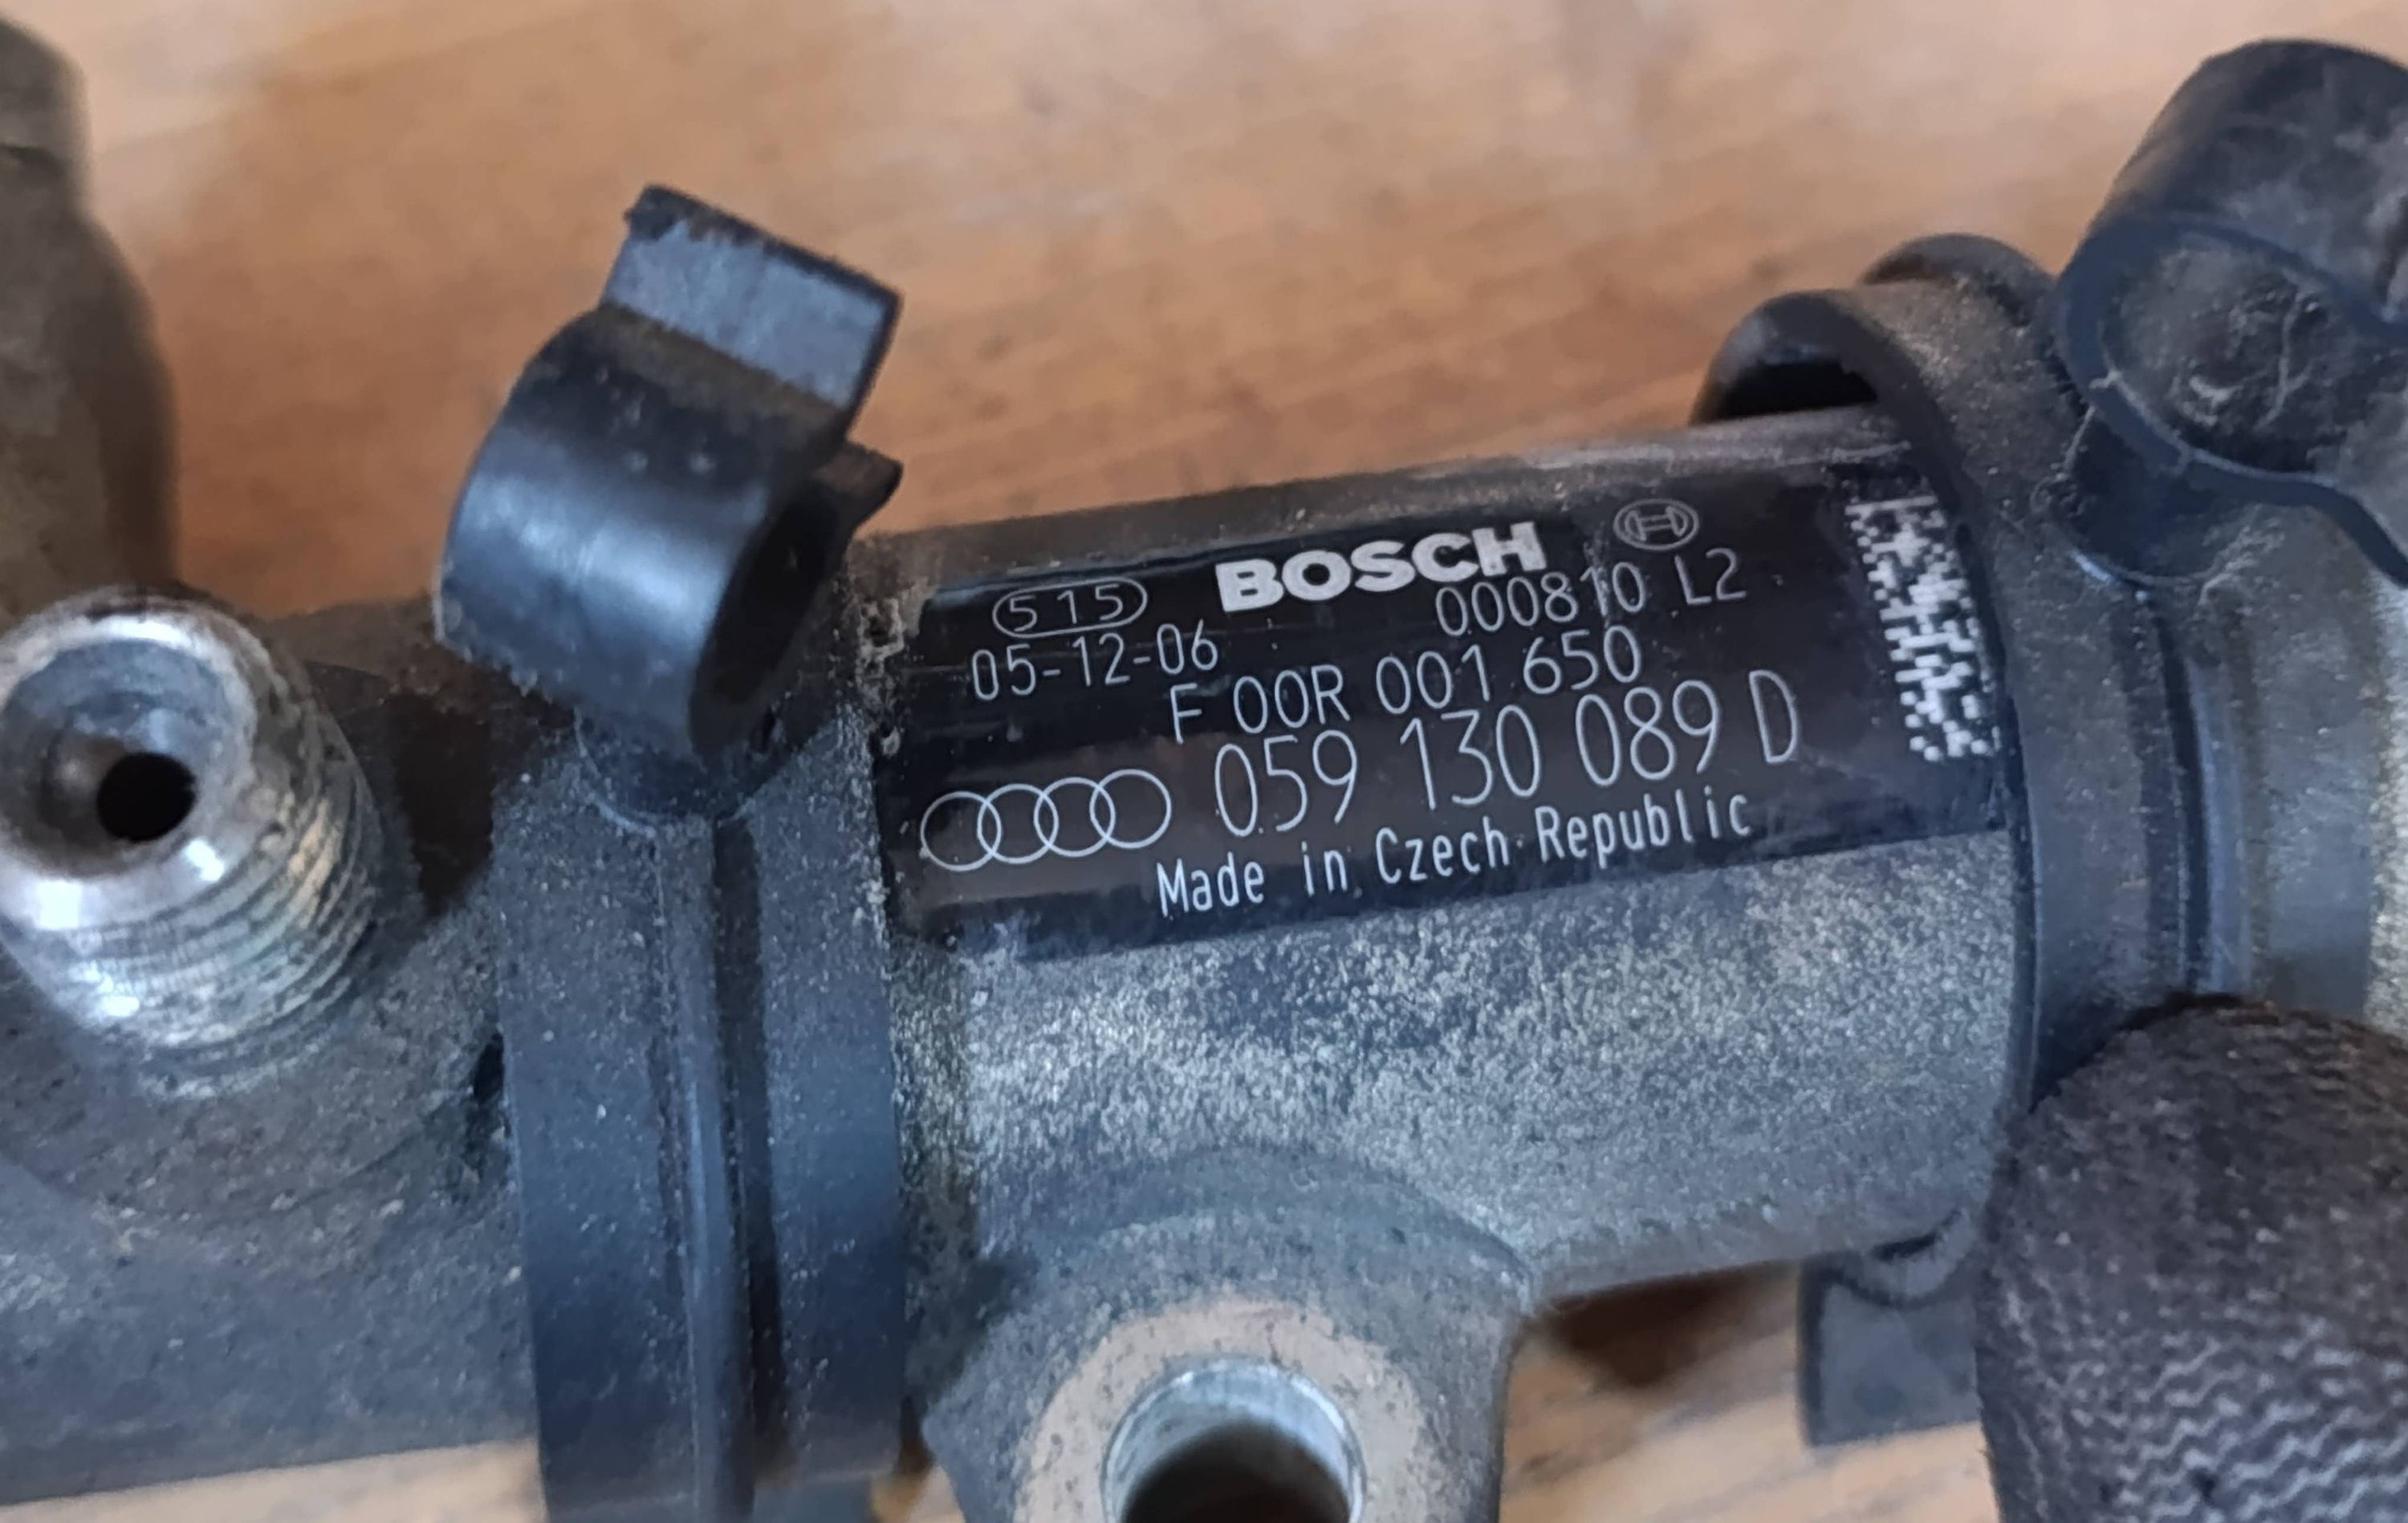 515 BOSCH
05-12-06 000810 L2
F 00R 001 650
059 130 089 D
Made in Czech Republic